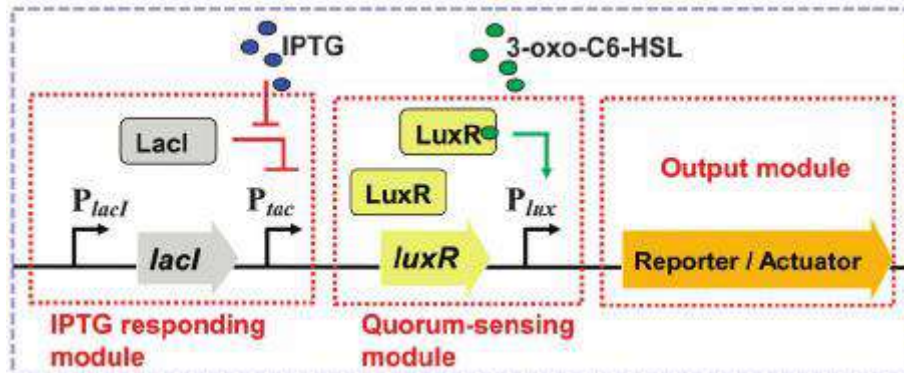 IPTG
3-oxo-C6-HSL
LacI
LuxR
LuxR
Output module
PlacI
Ptac
Plux
lacI
luxR
Reporter / Actuator
IPTG responding
module
Quorum-sensing
module